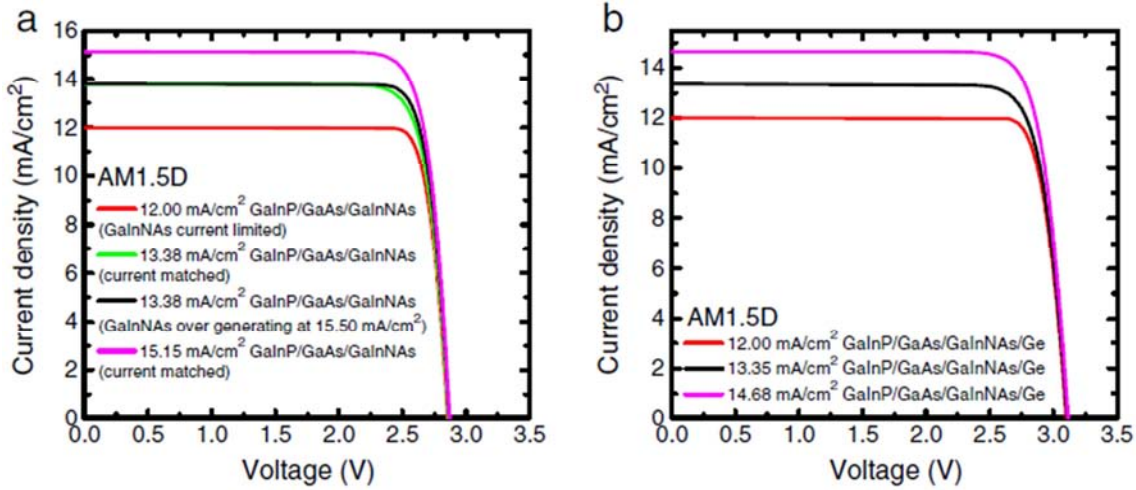 a
16
14
12
10
8
6
4
2
0
Current density (mA/cm²)
AM1.5D
12.00 mA/cm² GaInP/GaAs/GaInNAs
(GaInNAs current limited)
13.38 mA/cm² GaInP/GaAs/GaInNAs
(current matched)
13.38 mA/cm² GaInP/GaAs/GaInNAs
(GaInNAs over generating at 15.50 mA/cm²)
15.15 mA/cm² GaInP/GaAs/GaInNAs
(current matched)
0.0 0.5 1.0 1.5 2.0 2.5 3.0 3.5
Voltage (V)
b
14
12
10
8
6
4
2
0
Current density (mA/cm²)
AM1.5D
12.00 mA/cm² GaInP/GaAs/GaInNAs/Ge
13.35 mA/cm² GaInP/GaAs/GaInNAs/Ge
14.68 mA/cm² GaInP/GaAs/GaInNAs/Ge
0.0 0.5 1.0 1.5 2.0 2.5 3.0 3.5
Voltage (V)